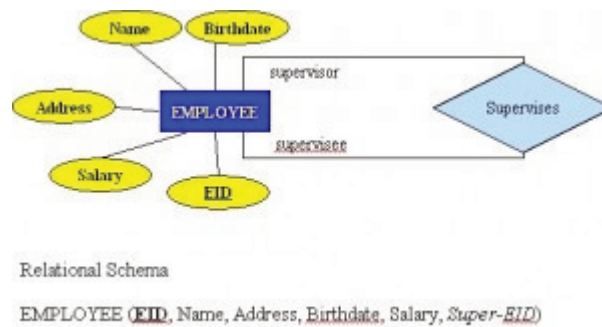 Name
Birthdate
supervisor
Address
EMPLOYEE
Supervises
supervisee
Salary
EID
Relational Schema
EMPLOYEE (EID, Name, Address, Birthdate, Salary, Super-EID)